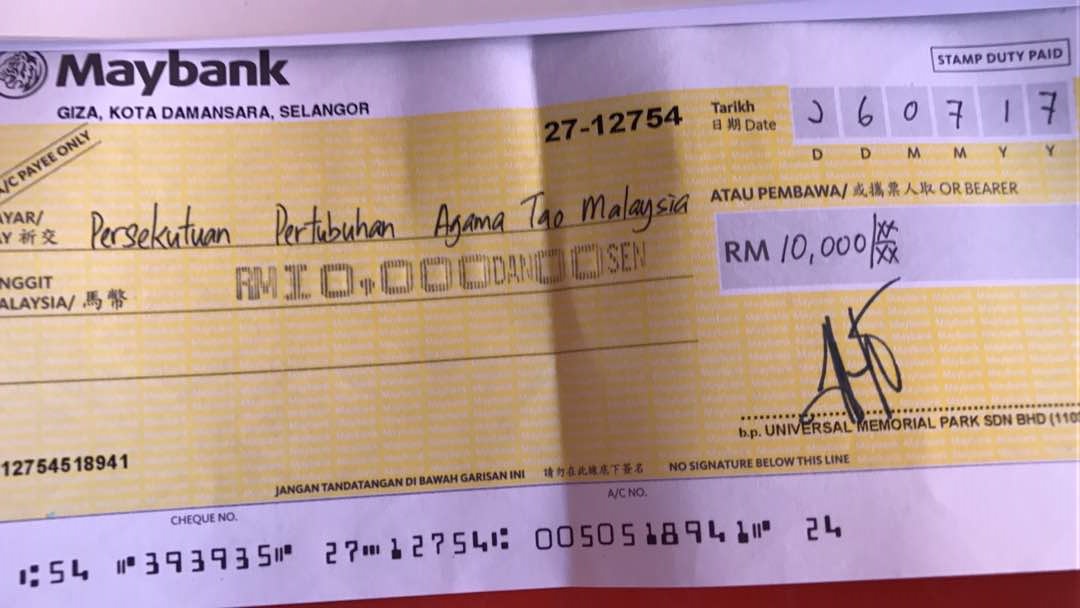 Maybank
GIZA, KOTA DAMANSARA, SELANGOR
STAMP DUTY PAID
27-12754
Tarikh
日期 Date
2 6 0 7 1 7
D D M M Y Y
A/C PAYEE ONLY
ATAU PEMBAWA/ 或攜票人取 OR BEARER
AYAR/
AY 祈交 Persekutuan Pertubuhan Agama Tao Malaysia
RM 10,000 xx/xx
NGGIT
ALAYSIA/ 馬幣
RM10,000DAN00SEN
b.p. UNIVERSAL MEMORIAL PARK SDN BHD (110
12754518941
JANGAN TANDATANGAN DI BAWAH GARISAN INI 请勿在此線底下簽名 NO SIGNATURE BELOW THIS LINE
CHEQUE NO. A/C NO.
⑆54 ⑈393935⑈ 27⑉12754⑆ 00505189411⑈ 24